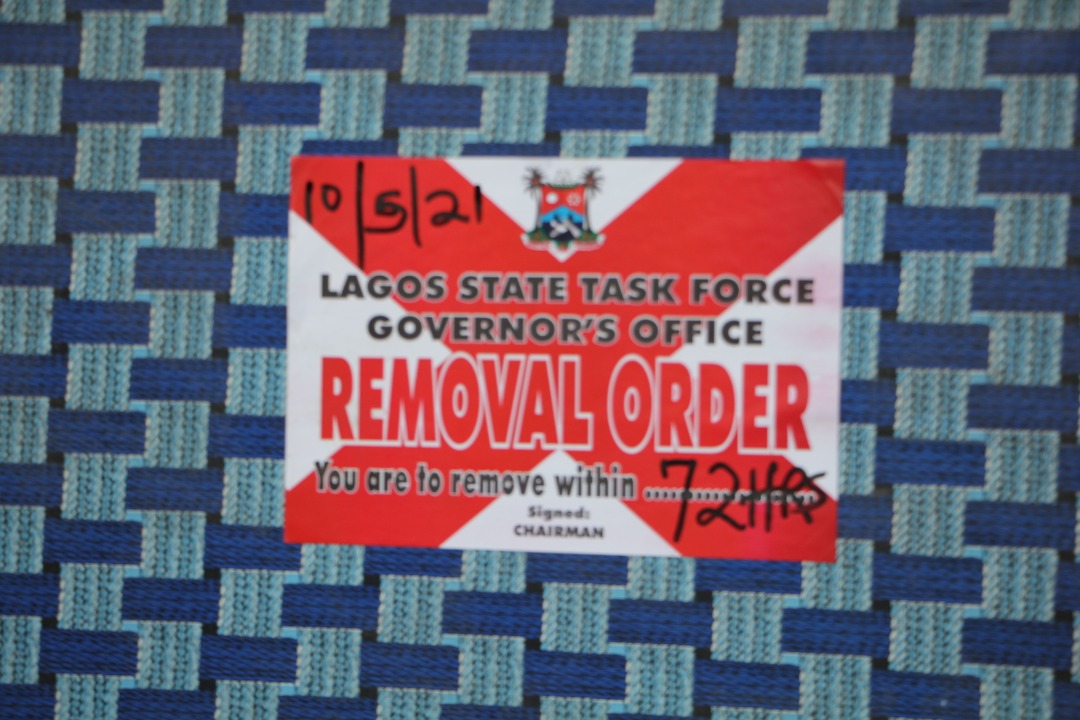 10/5/21
LAGOS STATE TASK FORCE
GOVERNOR'S OFFICE
REMOVAL ORDER
You are to remove within ........72HRS
Signed:
CHAIRMAN